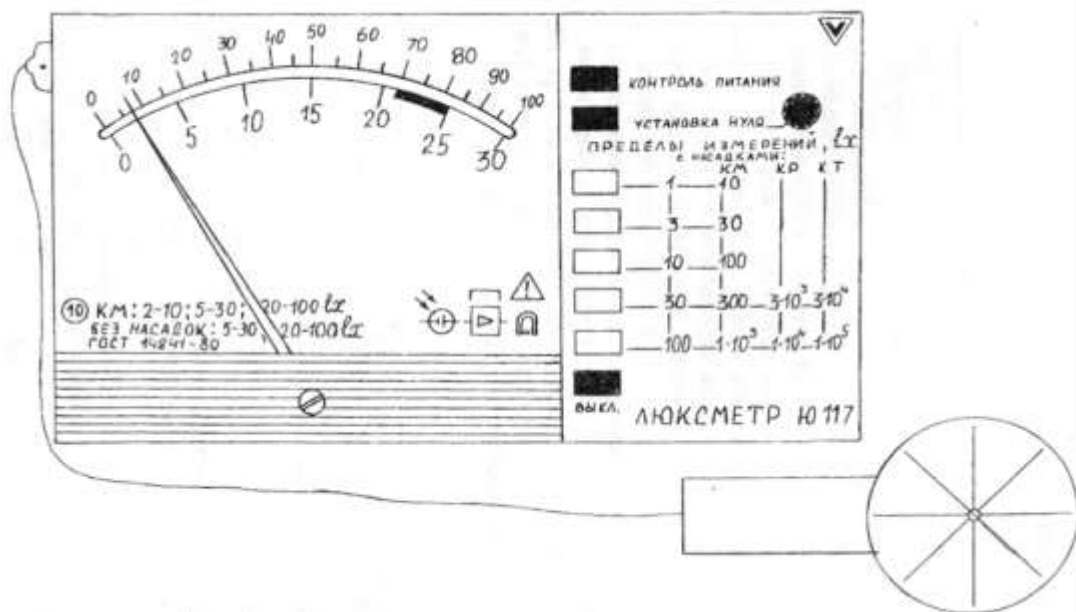 0 10 20 30 40 50 60 70 80 90 100
0 5 10 15 20 25 30
10 КМ: 2-10; 5-30; 20-100 lx
БЕЗ НАСАДОК: 5-30, 20-100 lx
ГОСТ 14841-80
КОНТРОЛЬ ПИТАНИЯ
УСТАНОВКА НУЛЯ
ПРЕДЕЛЫ ИЗМЕРЕНИЙ, lx
с НАСАДКАМИ:
КМ КР КТ
1 10
3 30
10 100
30 300 3·10³ 3·10⁴
100 1·10³ 1·10⁴ 1·10⁵
ВЫКЛ.
ЛЮКСМЕТР Ю 117